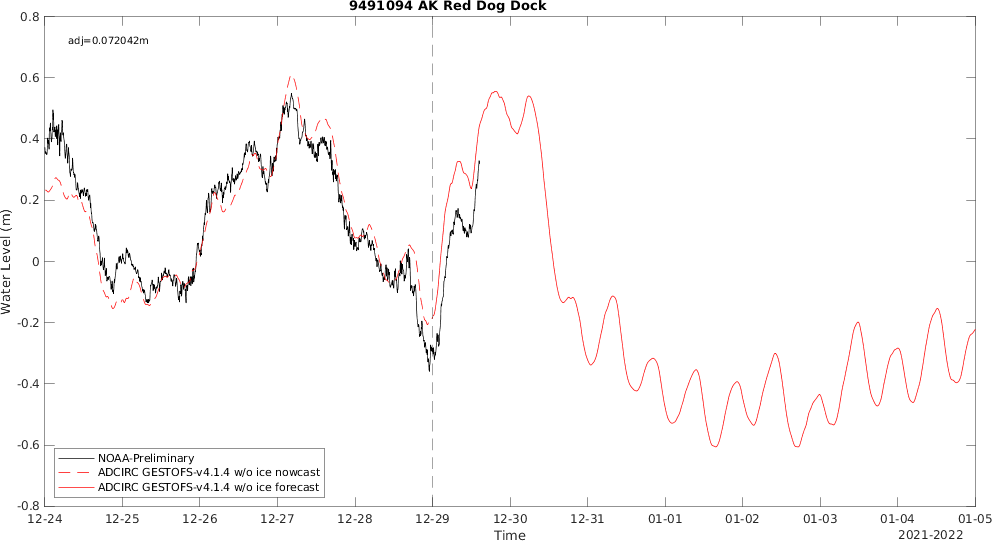 9491094 AK Red Dog Dock
adj=0.072042m
0.8
0.6
0.4
0.2
0
-0.2
-0.4
-0.6
-0.8
Water Level (m)
NOAA-Preliminary
ADCIRC GESTOFS-v4.1.4 w/o ice nowcast
ADCIRC GESTOFS-v4.1.4 w/o ice forecast
12-24 12-25 12-26 12-27 12-28 12-29 12-30 12-31 01-01 01-02 01-03 01-04 01-05
Time
2021-2022